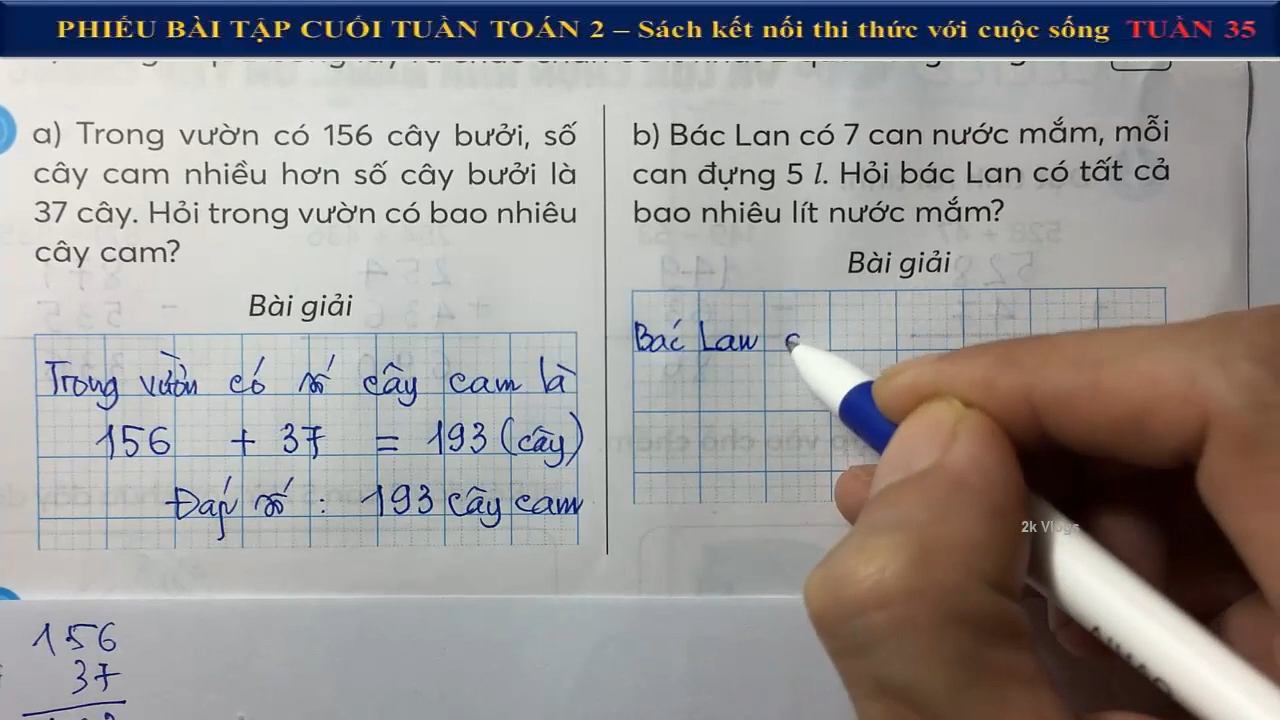 PHIẾU BÀI TẬP CUỐI TUẦN TOÁN 2 – Sách kết nối thi thức với cuộc sống TUẦN 35
a) Trong vườn có 156 cây bưởi, số
cây cam nhiều hơn số cây bưởi là
37 cây. Hỏi trong vườn có bao nhiêu
cây cam?
Bài giải
Trong vườn có số cây cam là
156 + 37 = 193 (cây)
Đáp số : 193 cây cam
156
37
b) Bác Lan có 7 can nước mắm, mỗi
can đựng 5 l. Hỏi bác Lan có tất cả
bao nhiêu lít nước mắm?
Bài giải
Bác Lan
2k Vlogs